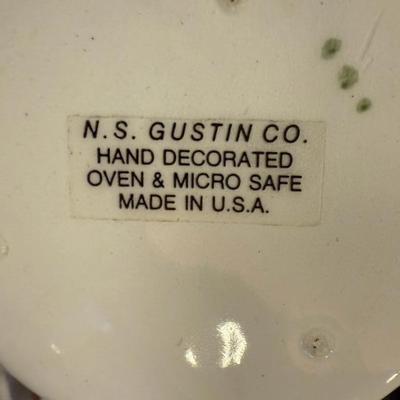 N. S. GUSTIN CO.
HAND DECORATED
OVEN & MICRO SAFE
MADE IN U.S.A.